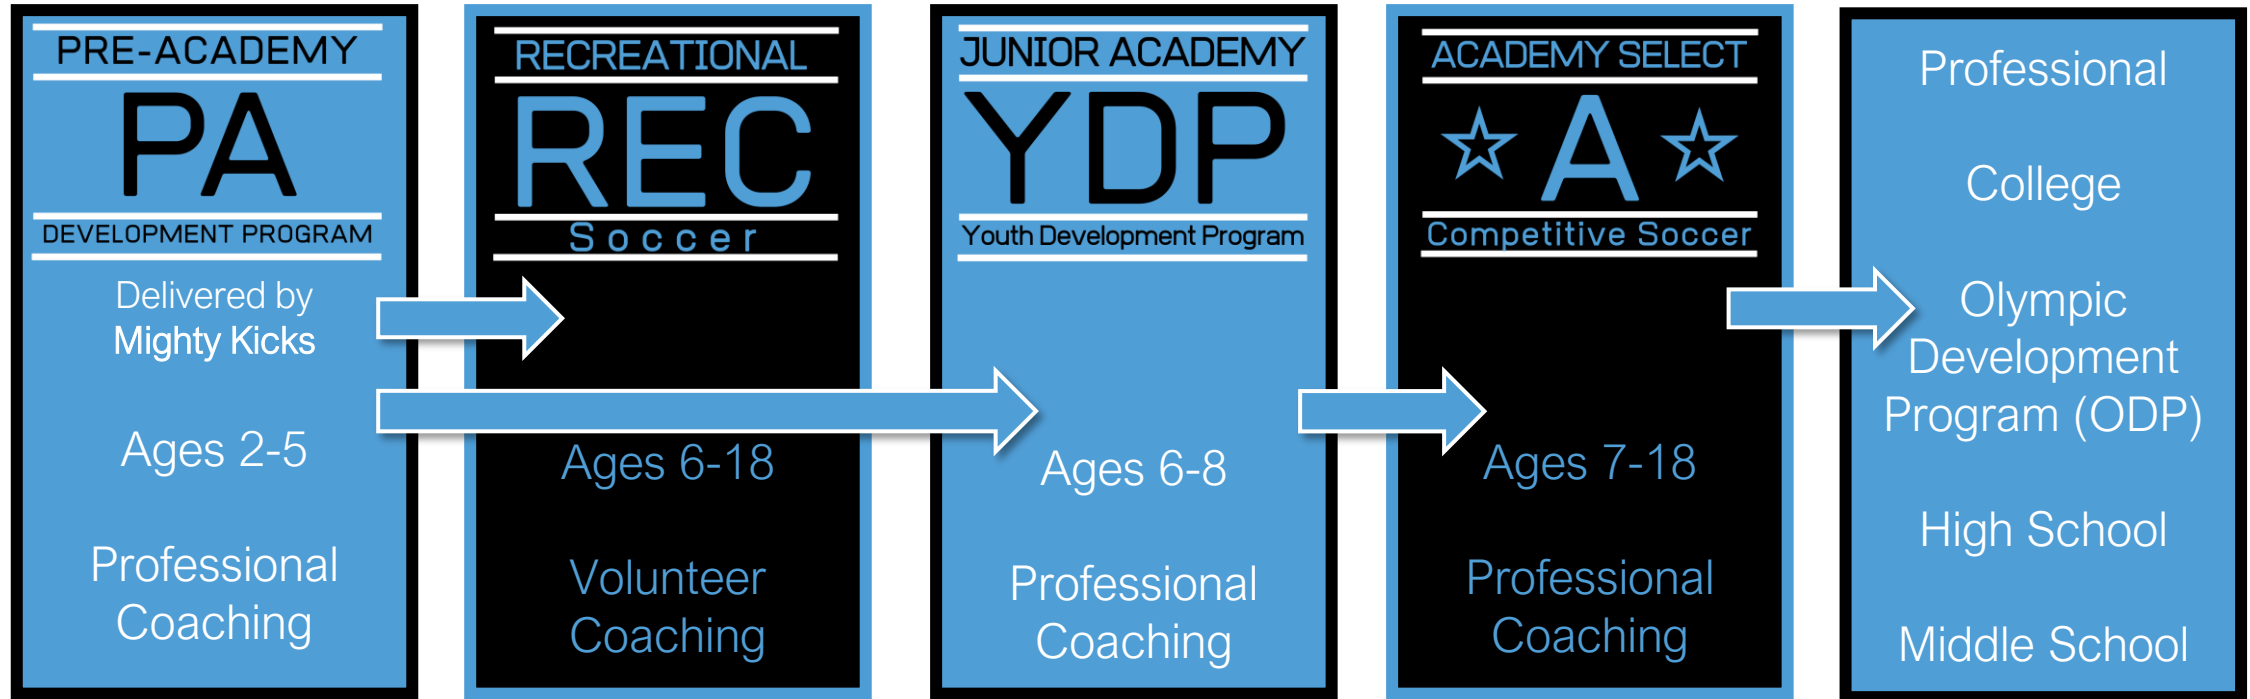 PRE-ACADEMY
PA
DEVELOPMENT PROGRAM
Delivered by
Mighty Kicks
Ages 2-5
Professional
Coaching
RECREATIONAL
REC
Soccer
Ages 6-18
Volunteer
Coaching
JUNIOR ACADEMY
YDP
Youth Development Program
Ages 6-8
Professional
Coaching
ACADEMY SELECT
A
Competitive Soccer
Ages 7-18
Professional
Coaching
Professional
College
Olympic
Development
Program (ODP)
High School
Middle School